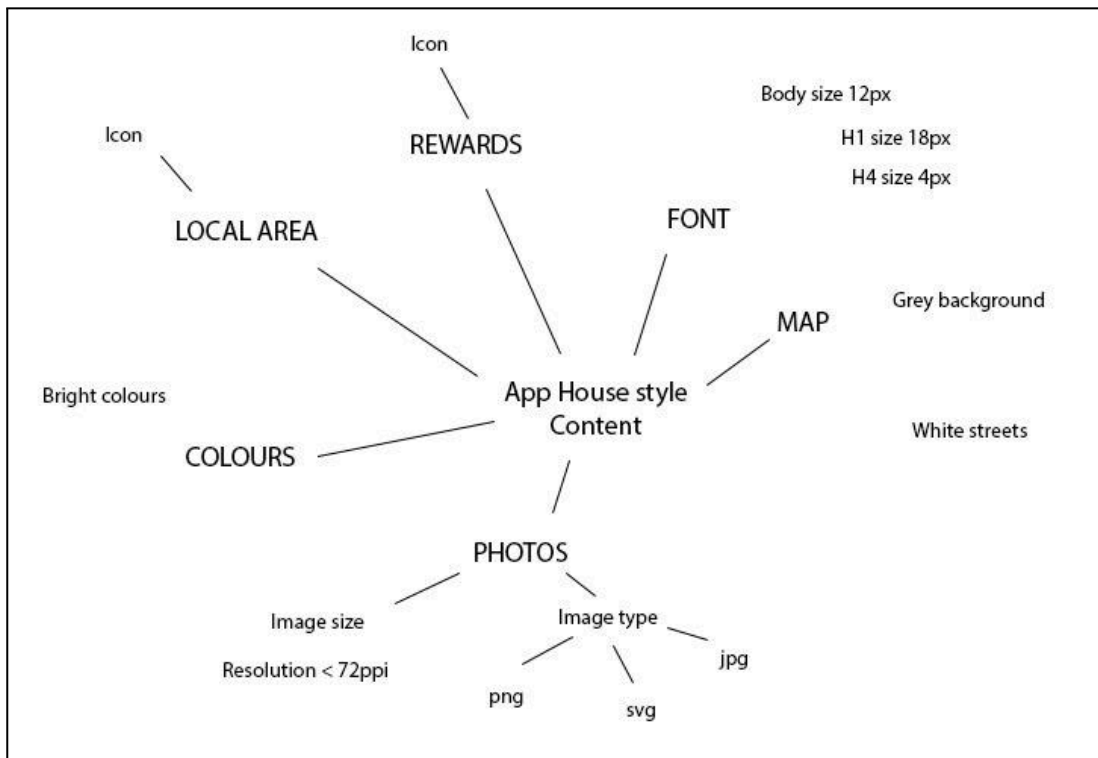 Icon
Icon
REWARDS
LOCAL AREA
Body size 12px
H1 size 18px
H4 size 4px
FONT
Grey background
MAP
White streets
App House style
Content
Bright colours
COLOURS
PHOTOS
Image size
Resolution < 72ppi
Image type
png
svg
jpg